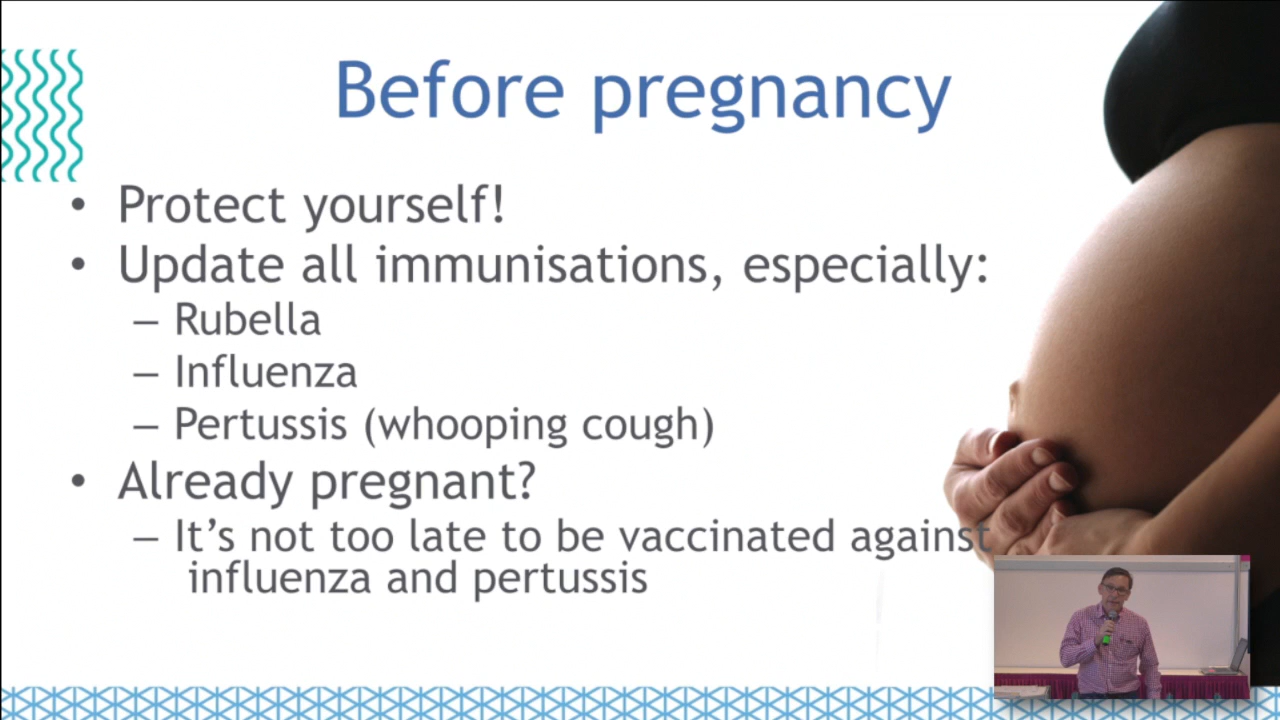 Before pregnancy
• Protect yourself!
• Update all immunisations, especially:
– Rubella
– Influenza
– Pertussis (whooping cough)
• Already pregnant?
– It's not too late to be vaccinated against
influenza and pertussis